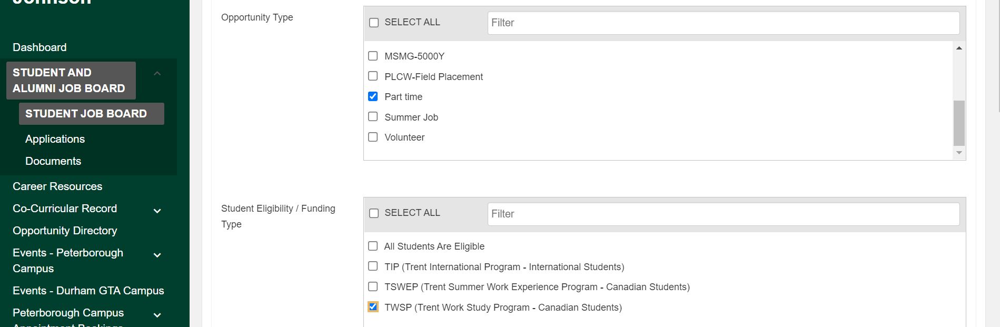 Johnson
Dashboard
STUDENT AND
ALUMNI JOB BOARD
STUDENT JOB BOARD
Applications
Documents
Career Resources
Co-Curricular Record
Opportunity Directory
Events - Peterborough
Campus
Events - Durham GTA Campus
Peterborough Campus
Appointment Bookings
Opportunity Type
SELECT ALL
Filter
MSMG-5000Y
PLCW-Field Placement
Part time
Summer Job
Volunteer
Student Eligibility / Funding
Type
SELECT ALL
Filter
All Students Are Eligible
TIP (Trent International Program - International Students)
TSWEP (Trent Summer Work Experience Program - Canadian Students)
TWSP (Trent Work Study Program - Canadian Students)